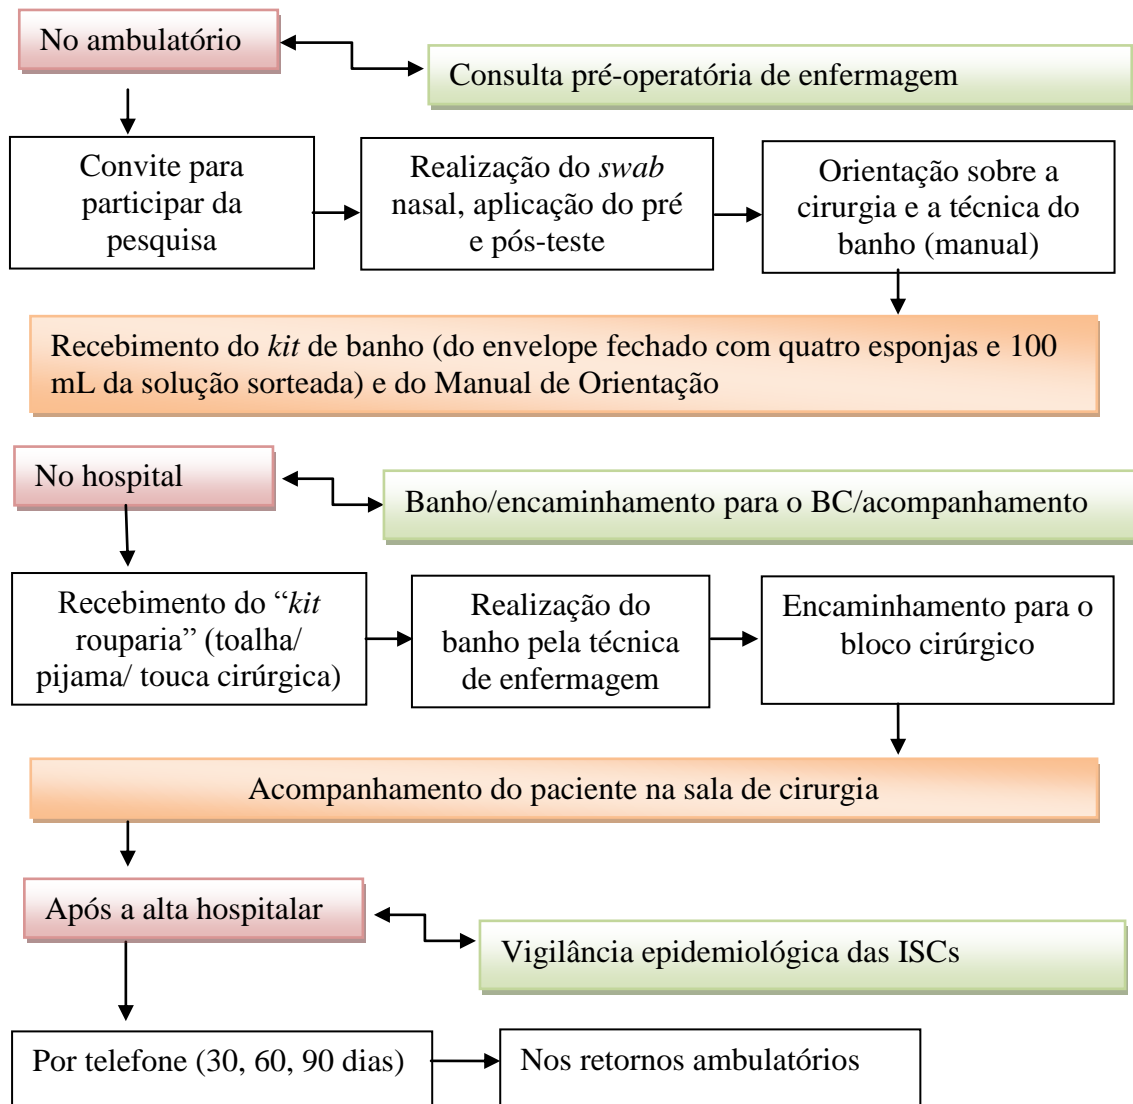 No ambulatório
Consulta pré-operatória de enfermagem
Convite para
participar da
pesquisa
Realização do swab
nasal, aplicação do pré
e pós-teste
Orientação sobre a
cirurgia e a técnica do
banho (manual)
Recebimento do kit de banho (do envelope fechado com quatro esponjas e 100
mL da solução sorteada) e do Manual de Orientação
No hospital
Banho/encaminhamento para o BC/acompanhamento
Recebimento do “kit
rouparia” (toalha/
pijama/ touca cirúrgica)
Realização do
banho pela técnica
de enfermagem
Encaminhamento para o
bloco cirúrgico
Acompanhamento do paciente na sala de cirurgia
Após a alta hospitalar
Vigilância epidemiológica das ISCs
Por telefone (30, 60, 90 dias)
Nos retornos ambulatórios